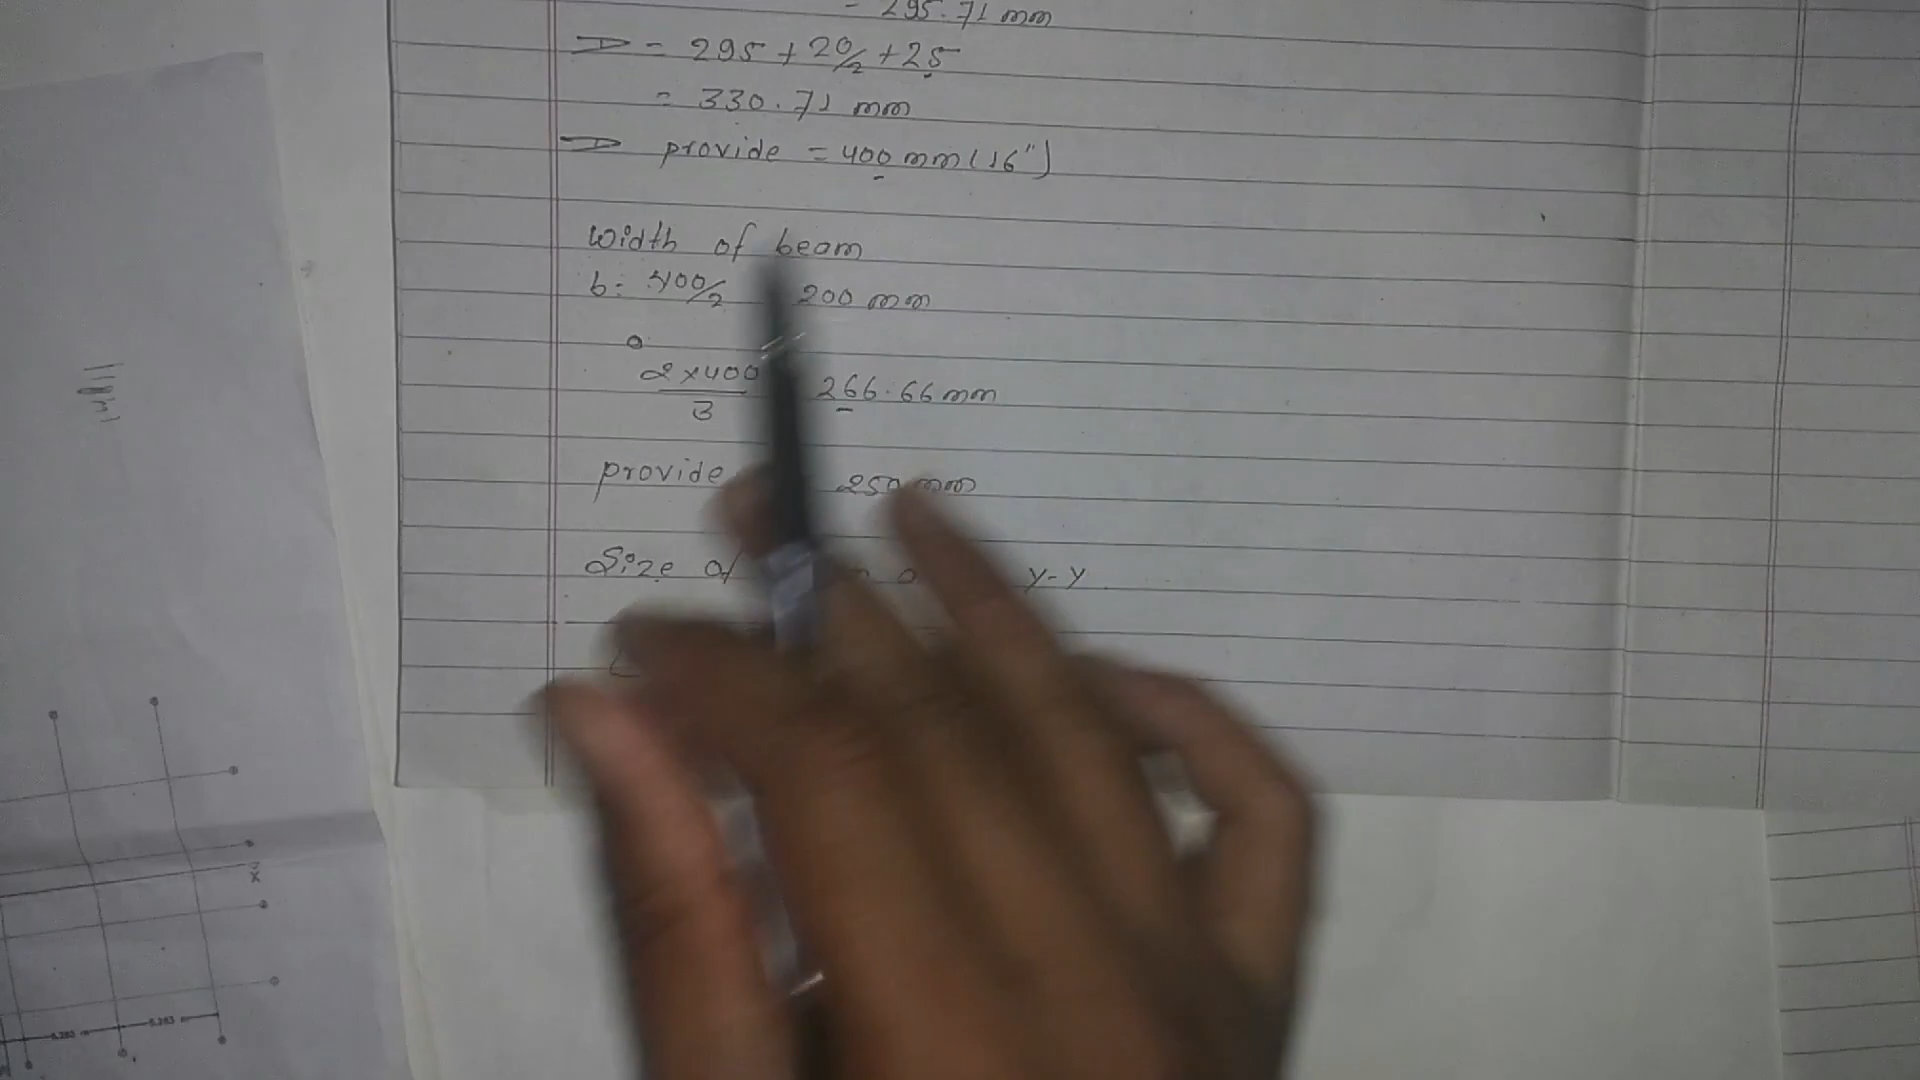 = 295.71 mm
D = 295 + 20/2 + 25
= 330.71 mm
D provide = 400 mm (16")
width of beam
b = 400/2 200 mm
2 x 400 / 3 266.66 mm
provide 250 mm
Size of y-y
x